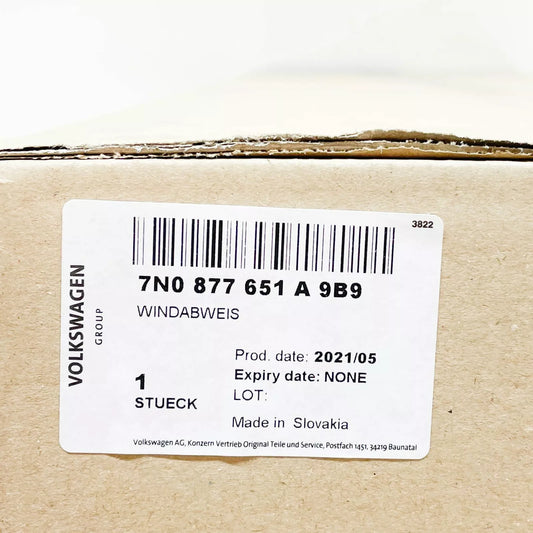 3822
VOLKSWAGEN
GROUP
7N0 877 651 A 9B9
WINDABWEIS
Prod. date: 2021/05
Expiry date: NONE
LOT:
1
STUECK
Made in Slovakia
Volkswagen AG, Konzern Vertrieb Original Teile und Service, Postfach 1451, 34219 Baunatal